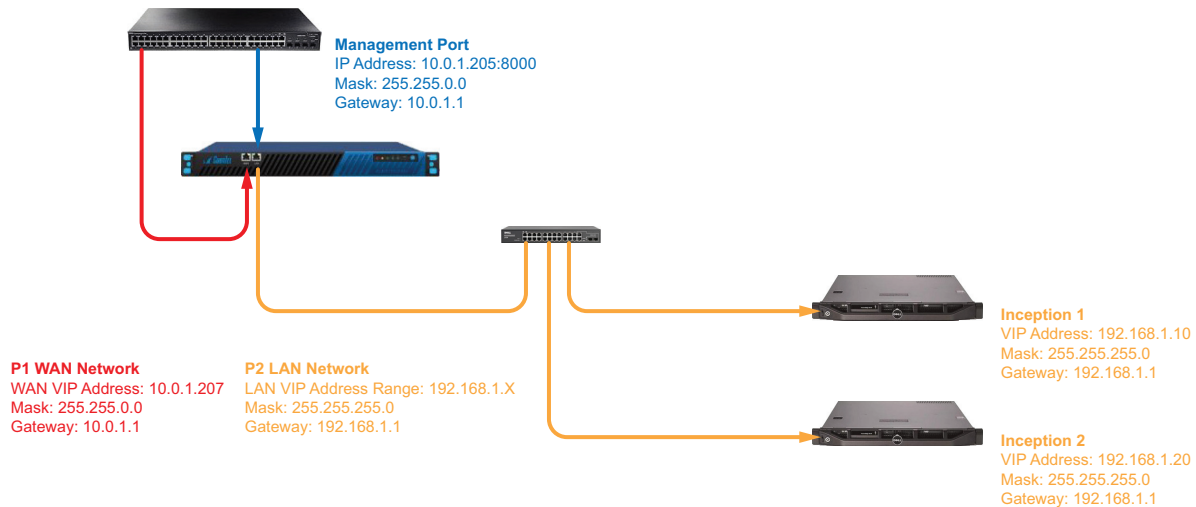 Management Port
IP Address: 10.0.1.205:8000
Mask: 255.255.0.0
Gateway: 10.0.1.1
P1 WAN Network
WAN VIP Address: 10.0.1.207
Mask: 255.255.0.0
Gateway: 10.0.1.1
P2 LAN Network
LAN VIP Address Range: 192.168.1.X
Mask: 255.255.255.0
Gateway: 192.168.1.1
Inception 1
VIP Address: 192.168.1.10
Mask: 255.255.255.0
Gateway: 192.168.1.1
Inception 2
VIP Address: 192.168.1.20
Mask: 255.255.255.0
Gateway: 192.168.1.1